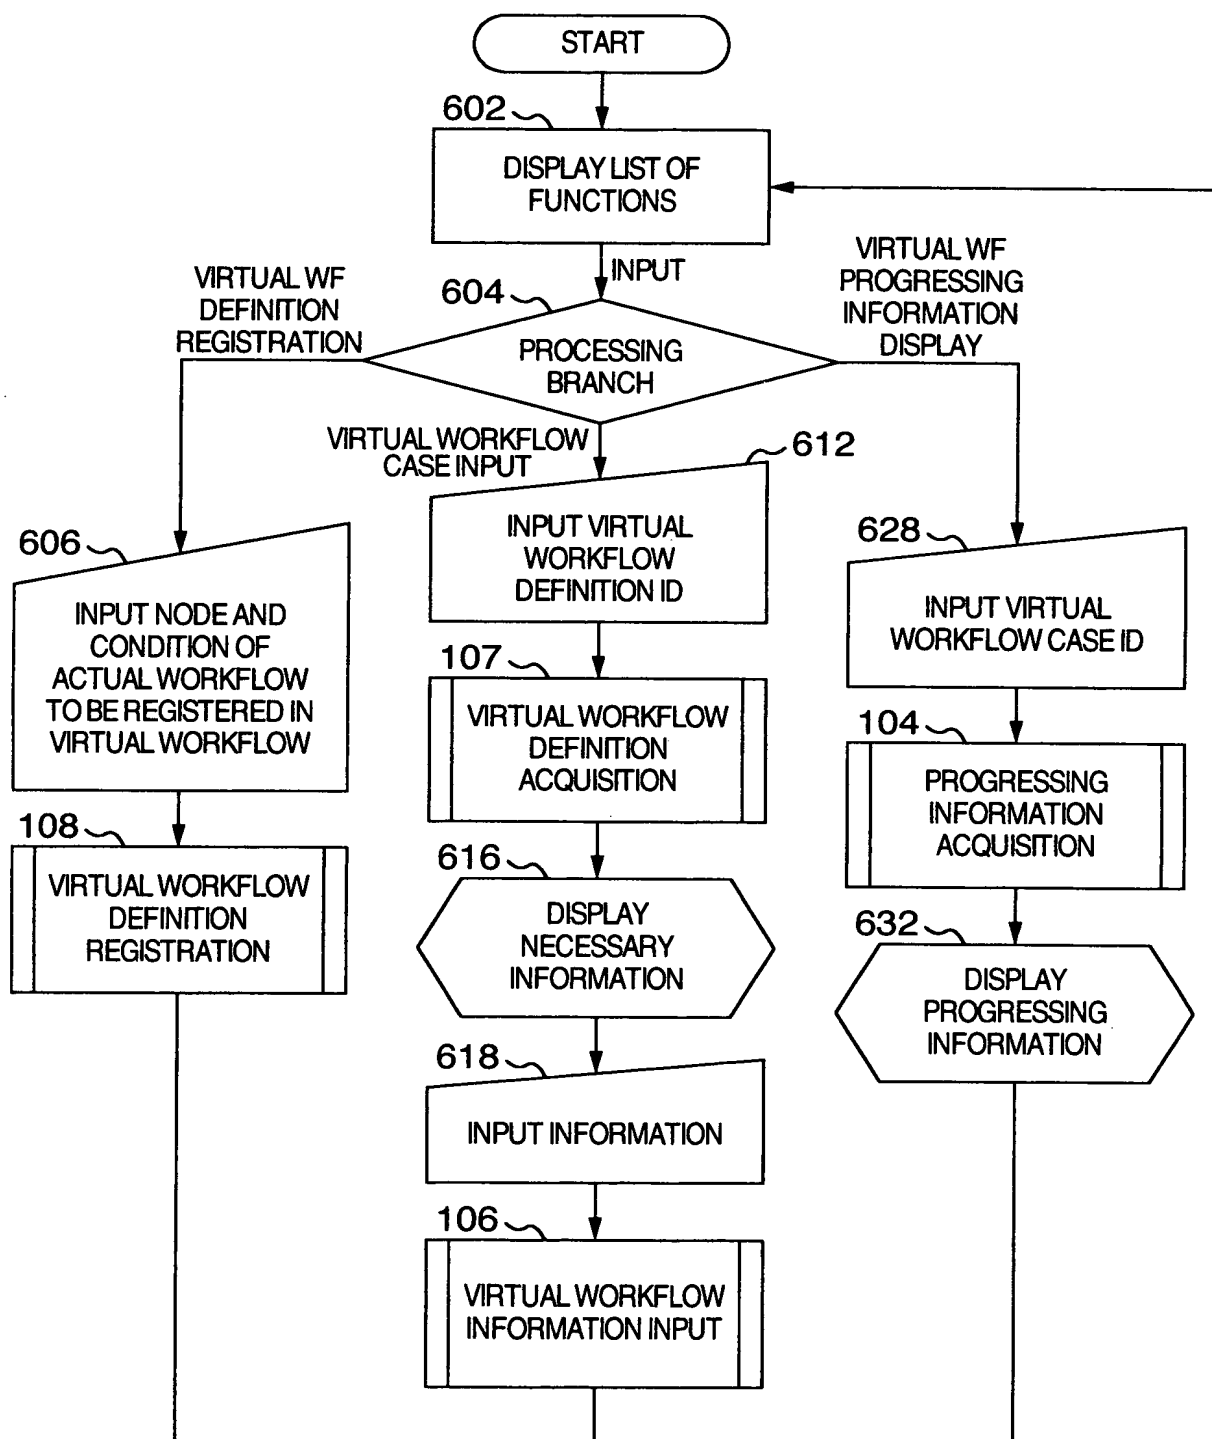 START
602
DISPLAY LIST OF
FUNCTIONS
INPUT
604
PROCESSING
BRANCH
VIRTUAL WF
DEFINITION
REGISTRATION
VIRTUAL WORKFLOW
CASE INPUT
VIRTUAL WF
PROGRESSING
INFORMATION
DISPLAY
606
INPUT NODE AND
CONDITION OF
ACTUAL WORKFLOW
TO BE REGISTERED IN
VIRTUAL WORKFLOW
108
VIRTUAL WORKFLOW
DEFINITION
REGISTRATION
612
INPUT VIRTUAL
WORKFLOW
DEFINITION ID
107
VIRTUAL WORKFLOW
DEFINITION
ACQUISITION
616
DISPLAY
NECESSARY
INFORMATION
618
INPUT INFORMATION
106
VIRTUAL WORKFLOW
INFORMATION INPUT
628
INPUT VIRTUAL
WORKFLOW CASE ID
104
PROGRESSING
INFORMATION
ACQUISITION
632
DISPLAY
PROGRESSING
INFORMATION